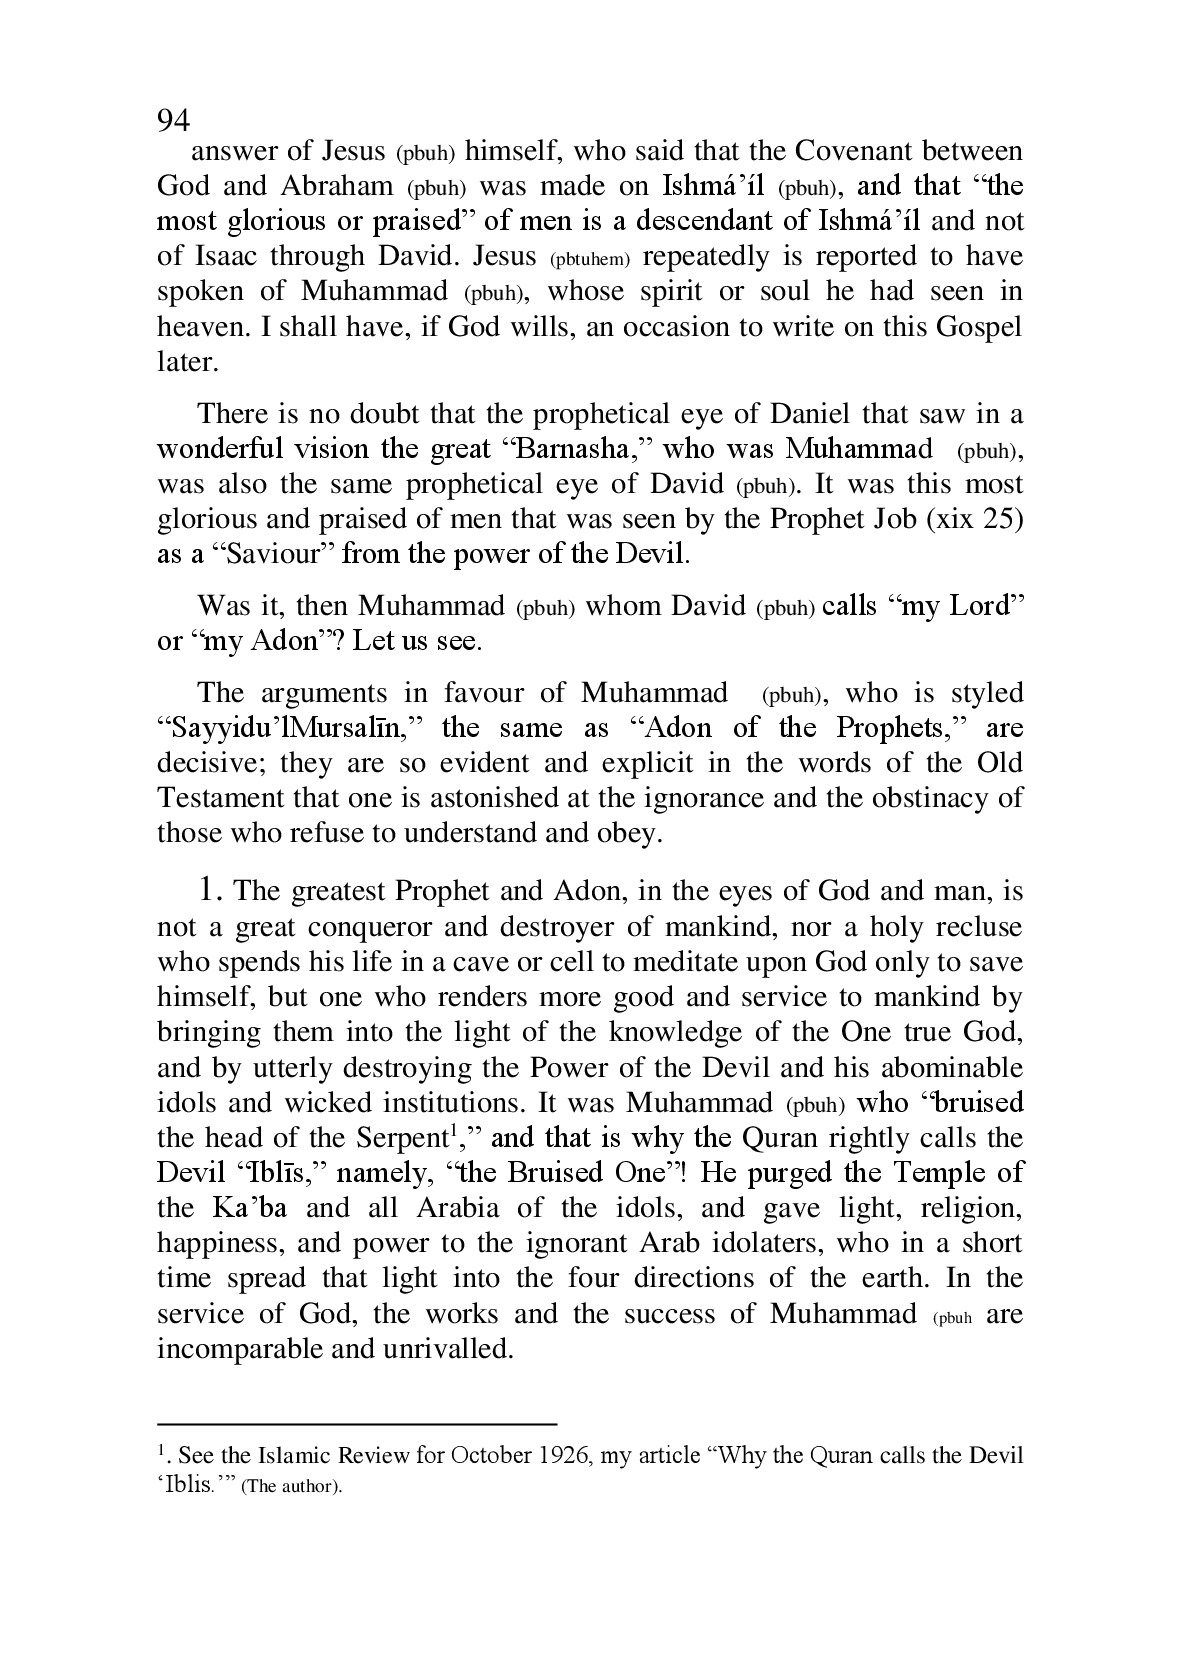 94
answer of Jesus (pbuh) himself, who said that the Covenant between
God and Abraham (pbuh) was made on Ishmá’íl (pbuh), and that “the
most glorious or praised” of men is a descendant of Ishmá’íl and not
of Isaac through David. Jesus (pbtuhem) repeatedly is reported to have
spoken of Muhammad (pbuh), whose spirit or soul he had seen in
heaven. I shall have, if God wills, an occasion to write on this Gospel
later.
There is no doubt that the prophetical eye of Daniel that saw in a
wonderful vision the great “Barnasha,” who was Muhammad (pbuh),
was also the same prophetical eye of David (pbuh). It was this most
glorious and praised of men that was seen by the Prophet Job (xix 25)
as a “Saviour” from the power of the Devil.
Was it, then Muhammad (pbuh) whom David (pbuh) calls “my Lord”
or “my Adon”? Let us see.
The arguments in favour of Muhammad (pbuh), who is styled
“Sayyidu’lMursalīn,” the same as “Adon of the Prophets,” are
decisive; they are so evident and explicit in the words of the Old
Testament that one is astonished at the ignorance and the obstinacy of
those who refuse to understand and obey.
1. The greatest Prophet and Adon, in the eyes of God and man, is
not a great conqueror and destroyer of mankind, nor a holy recluse
who spends his life in a cave or cell to meditate upon God only to save
himself, but one who renders more good and service to mankind by
bringing them into the light of the knowledge of the One true God,
and by utterly destroying the Power of the Devil and his abominable
idols and wicked institutions. It was Muhammad (pbuh) who “bruised
the head of the Serpent¹,” and that is why the Quran rightly calls the
Devil “Iblīs,” namely, “the Bruised One”! He purged the Temple of
the Ka’ba and all Arabia of the idols, and gave light, religion,
happiness, and power to the ignorant Arab idolaters, who in a short
time spread that light into the four directions of the earth. In the
service of God, the works and the success of Muhammad (pbuh are
incomparable and unrivalled.
¹. See the Islamic Review for October 1926, my article “Why the Quran calls the Devil
‘Iblis.’” (The author).